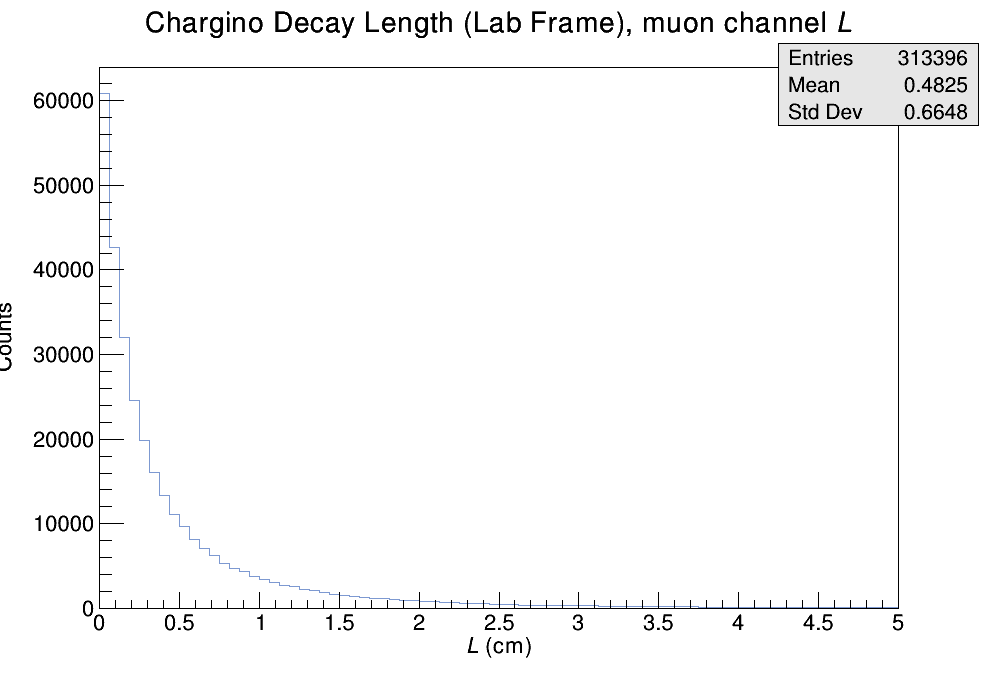 Chargino Decay Length (Lab Frame), muon channel L
Entries 313396
Mean 0.4825
Std Dev 0.6648
60000
50000
40000
30000
20000
10000
0
Counts
0 0.5 1 1.5 2 2.5 3 3.5 4 4.5 5
L (cm)